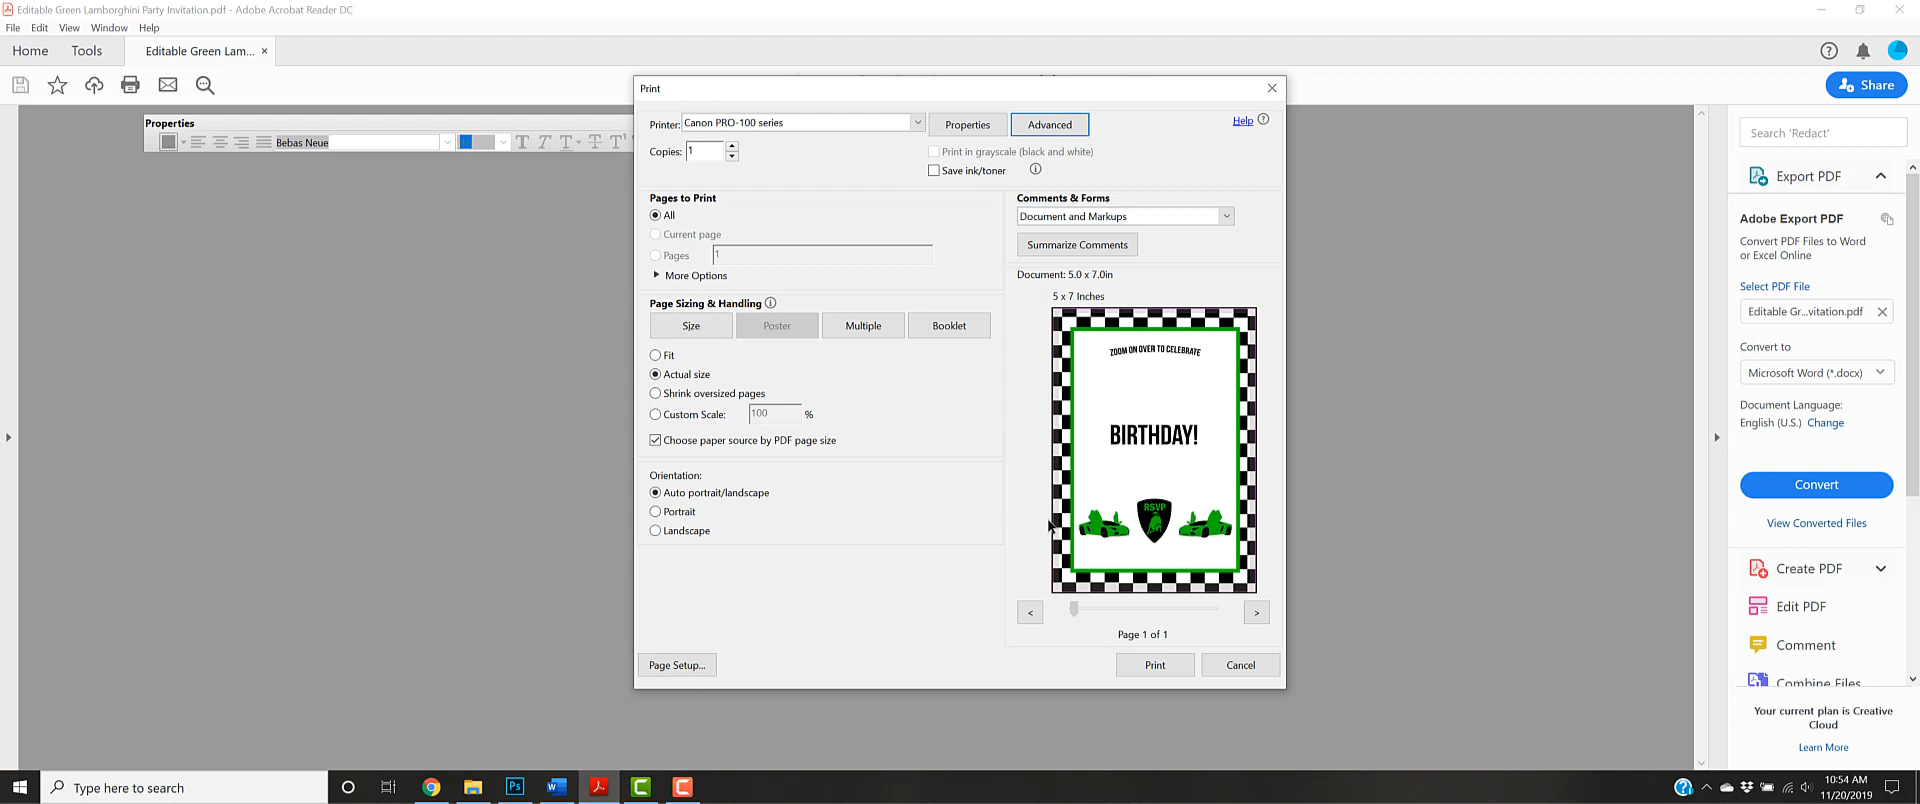 Editable Green Lamborghini Party Invitation.pdf - Adobe Acrobat Reader DC
File Edit View Window Help
Home Tools Editable Green Lam... ×
Share
Properties
Bebas Neue
Print
Printer: Canon PRO-100 series Properties Advanced Help
Copies: 1 Print in grayscale (black and white)
Save ink/toner
Pages to Print
All
Current page
Pages 1
More Options
Page Sizing & Handling
Size Poster Multiple Booklet
Fit
Actual size
Shrink oversized pages
Custom Scale: 100 %
Choose paper source by PDF page size
Orientation:
Auto portrait/landscape
Portrait
Landscape
Comments & Forms
Document and Markups
Summarize Comments
Document: 5.0 x 7.0in
5 x 7 Inches
ZOOM ON OVER TO CELEBRATE
BIRTHDAY!
RSVP
< >
Page 1 of 1
Page Setup... Print Cancel
Search 'Redact'
Export PDF
Adobe Export PDF
Convert PDF Files to Word
or Excel Online
Select PDF File
Editable Gr...vitation.pdf
Convert to
Microsoft Word (*.docx)
Document Language:
English (U.S.) Change
Convert
View Converted Files
Create PDF
Edit PDF
Comment
Combine Files
Your current plan is Creative
Cloud
Learn More
Type here to search
Ps
10:54 AM
11/20/2019